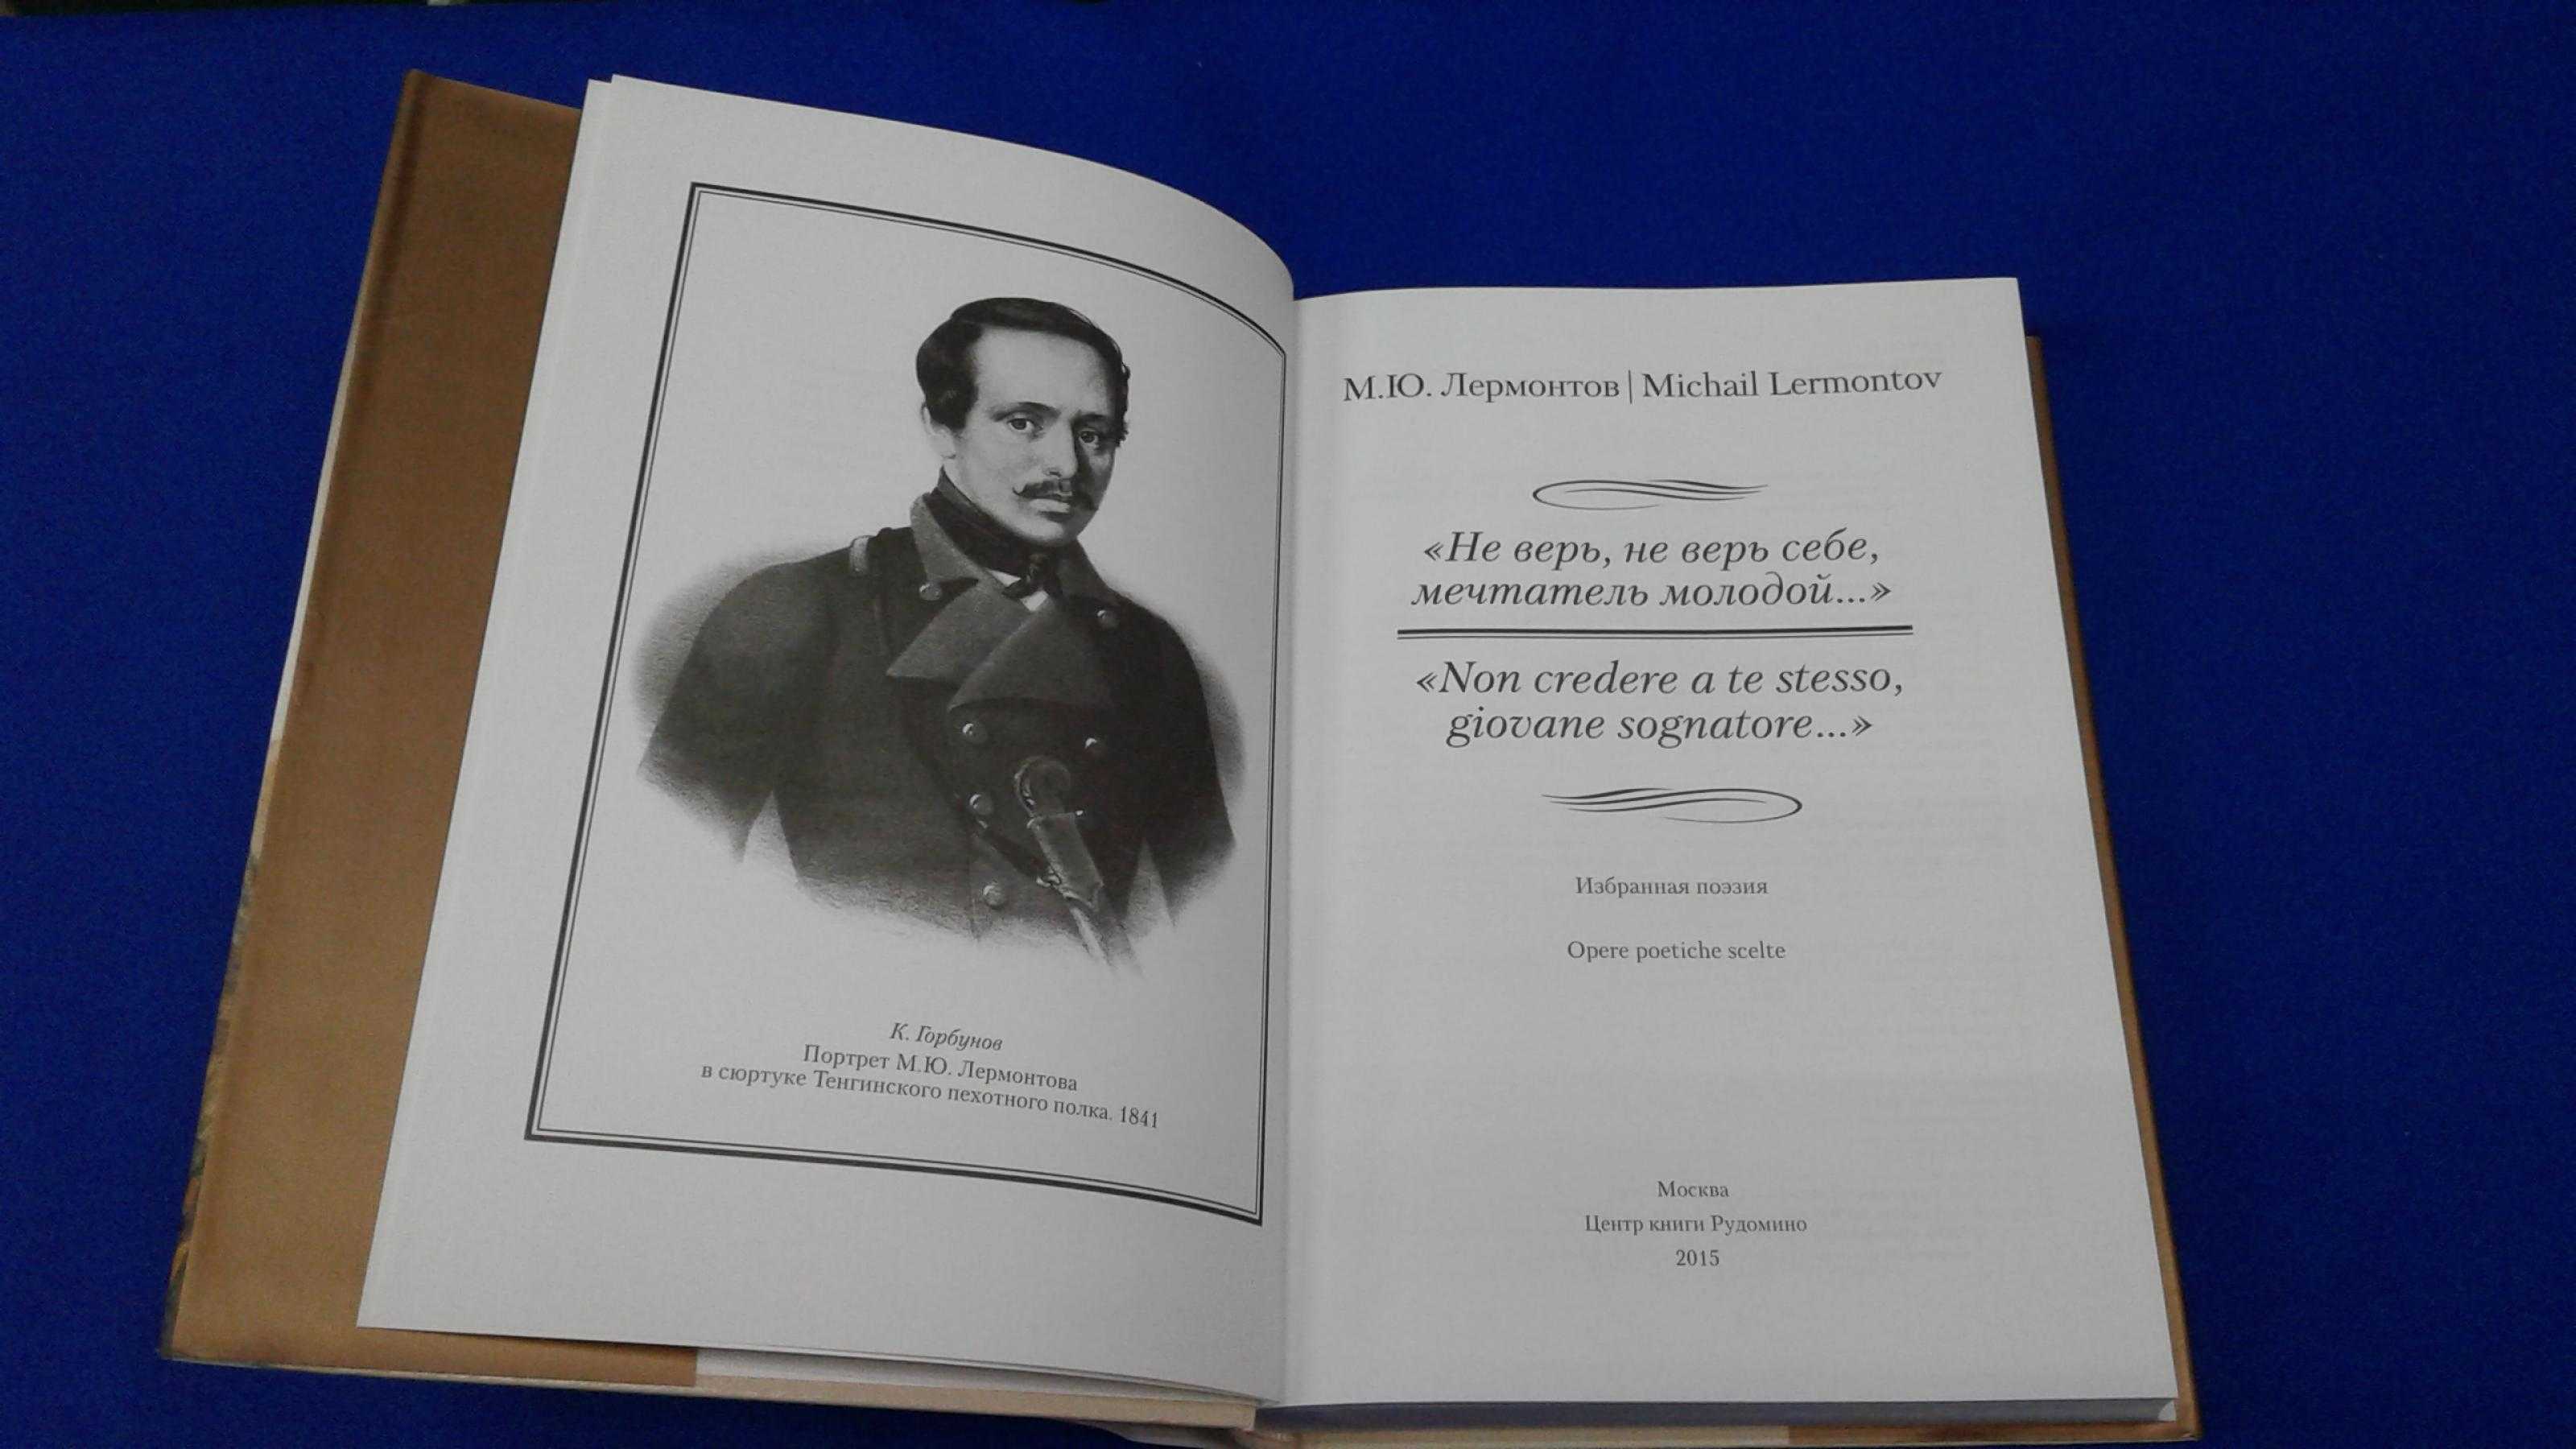 К. Горбунов
Портрет М.Ю. Лермонтова
в сюртуке Тенгинского пехотного полка. 1841
М.Ю. Лермонтов | Michail Lermontov
«Не верь, не верь себе,
мечтатель молодой...»
«Non credere a te stesso,
giovane sognatore...»
Избранная поэзия
Opere poetiche scelte
Москва
Центр книги Рудомино
2015